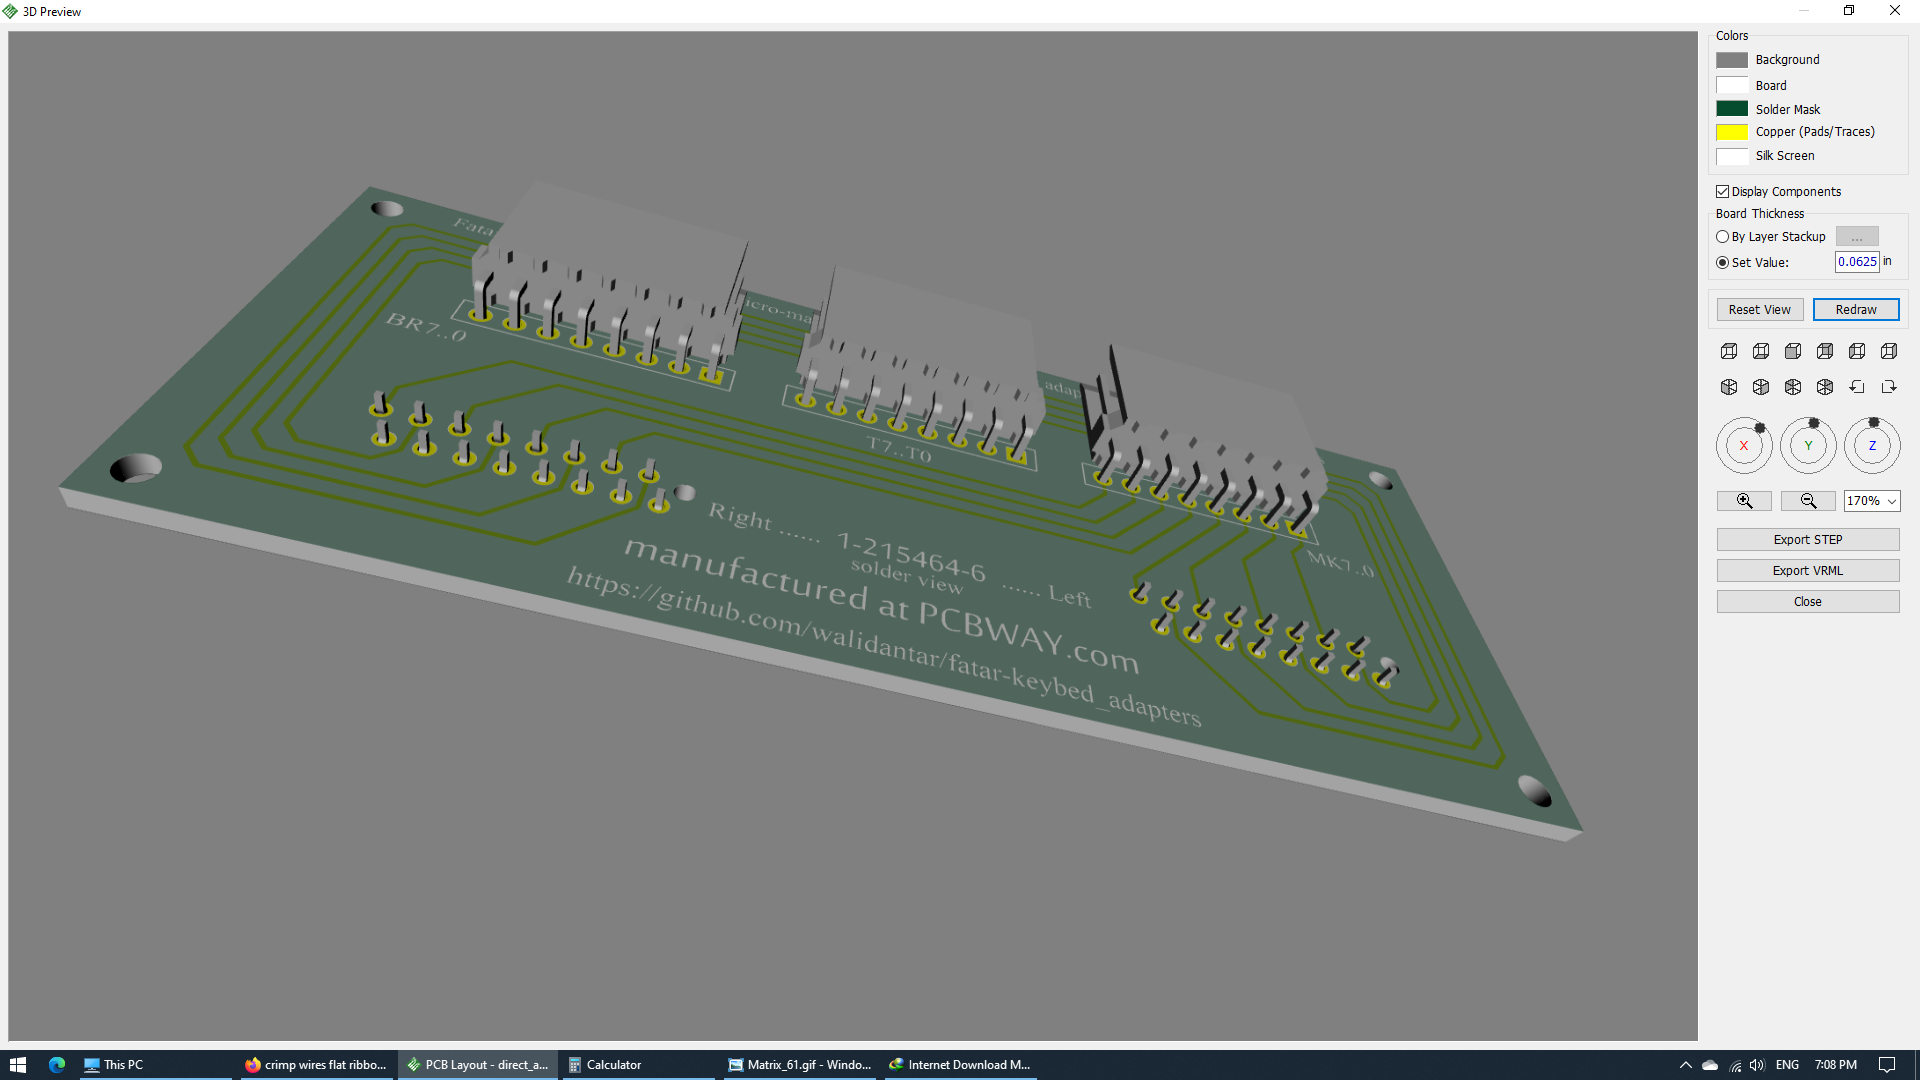 3D Preview
Colors
Background
Board
Solder Mask
Copper (Pads/Traces)
Silk Screen
Display Components
Board Thickness
By Layer Stackup
...
Set Value:
0.0625 in
Reset View
Redraw
X
Y
Z
170%
Export STEP
Export VRML
Close
Fata
icro-ma
adap
BR7..0
T7..T0
MK7..0
Right ...... 1-215464-6 ...... Left
solder view
manufactured at PCBWAY.com
https://github.com/walidantar/fatar-keybed_adapters
This PC
crimp wires flat ribbo...
PCB Layout - direct_a...
Calculator
Matrix_61.gif - Windo...
Internet Download M...
ENG
7:08 PM